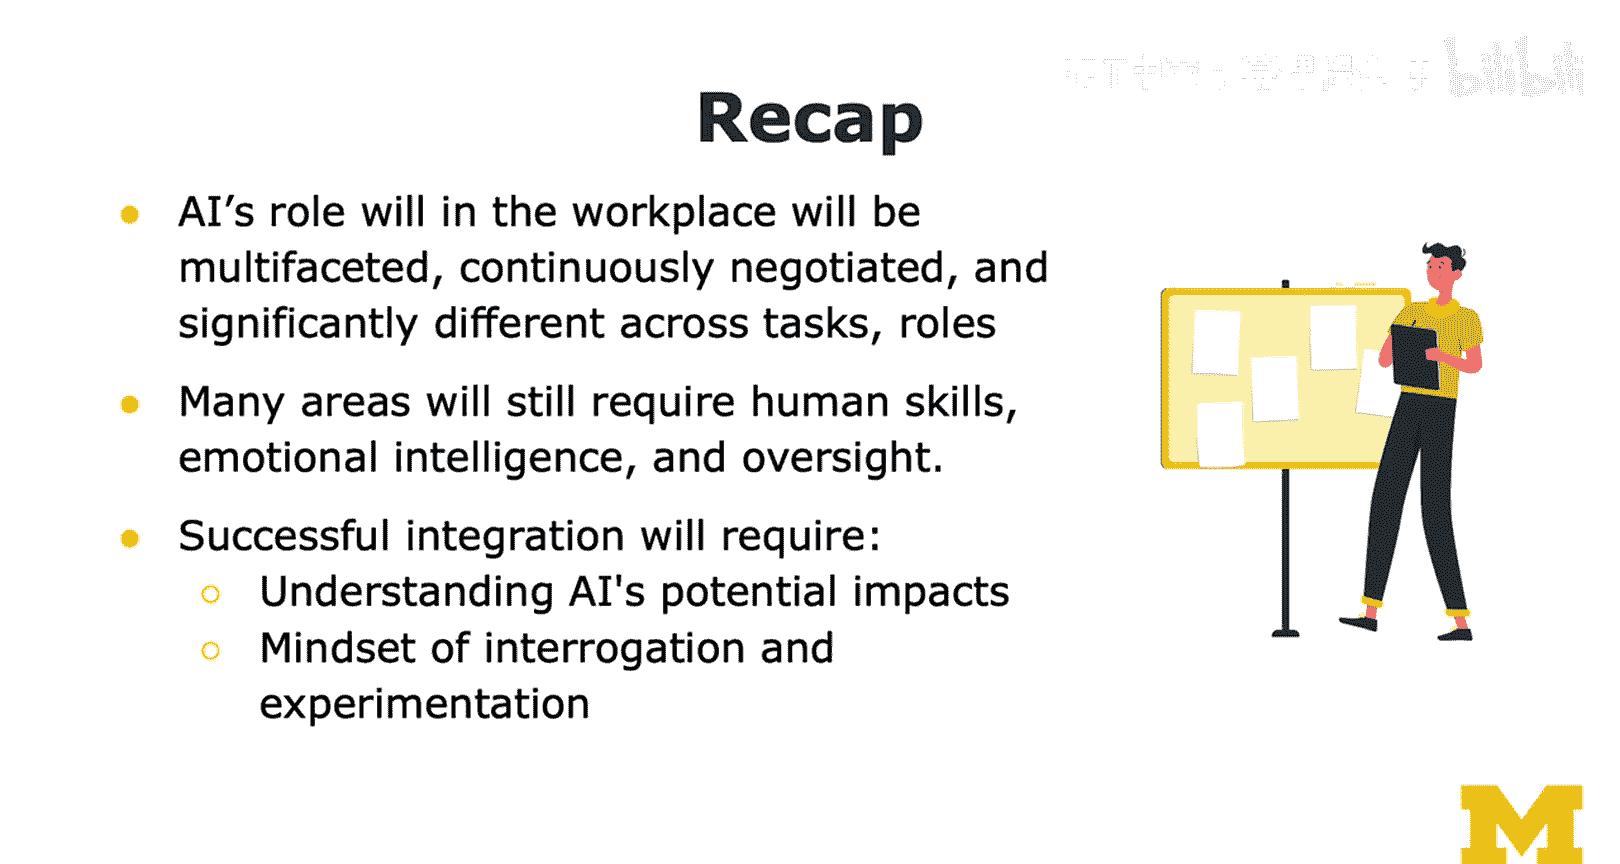 bilibili
Recap
● AI’s role will in the workplace will be
multifaceted, continuously negotiated, and
significantly different across tasks, roles
● Many areas will still require human skills,
emotional intelligence, and oversight.
● Successful integration will require:
○ Understanding AI's potential impacts
○ Mindset of interrogation and
experimentation
M